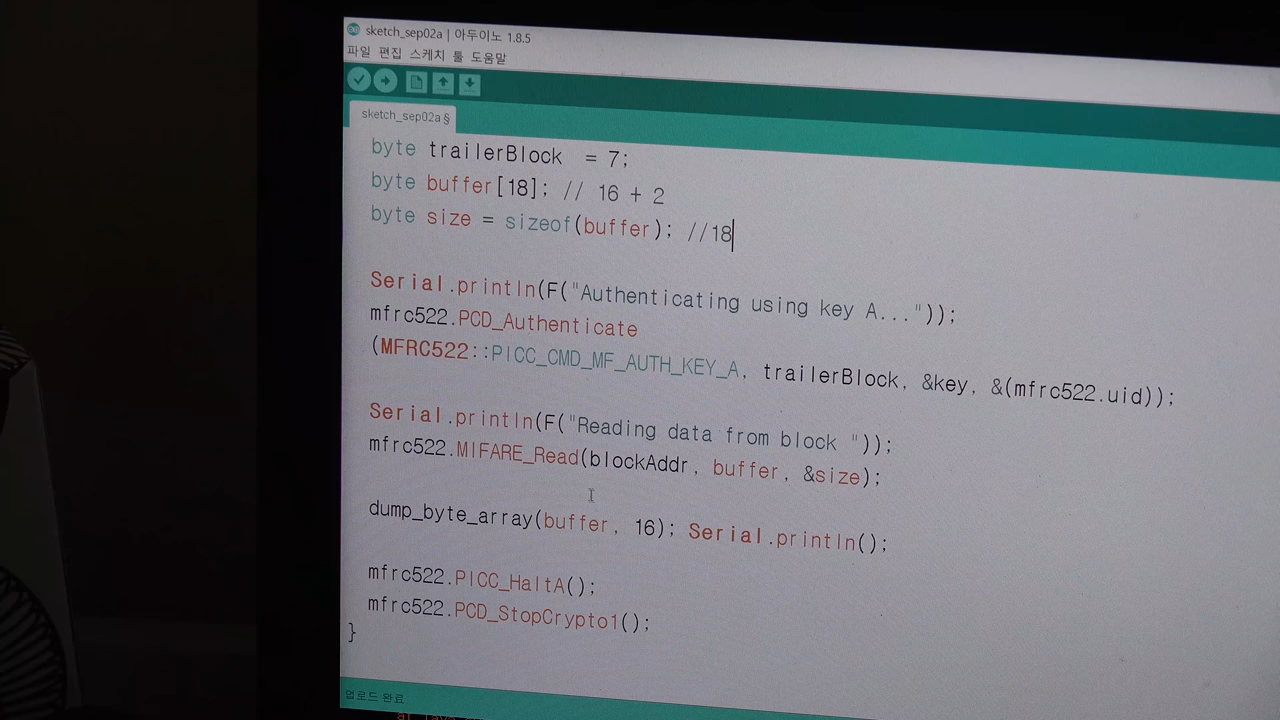 sketch_sep02a | 아두이노 1.8.5
파일 편집 스케치 툴 도움말
sketch_sep02a §
byte trailerBlock = 7;
byte buffer[18]; // 16 + 2
byte size = sizeof(buffer); //18
Serial.println(F("Authenticating using key A..."));
mfrc522.PCD_Authenticate
(MFRC522::PICC_CMD_MF_AUTH_KEY_A, trailerBlock, &key, &(mfrc522.uid));
Serial.println(F("Reading data from block "));
mfrc522.MIFARE_Read(blockAddr, buffer, &size);
dump_byte_array(buffer, 16); Serial.println();
mfrc522.PICC_HaltA();
mfrc522.PCD_StopCrypto1();
}
업로드 완료